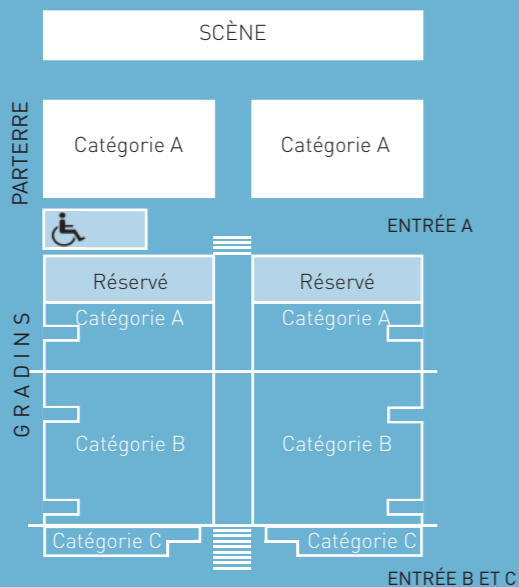 SCÈNE
PARTERRE
Catégorie A
Catégorie A
ENTRÉE A
GRADINS
Réservé
Réservé
Catégorie A
Catégorie A
Catégorie B
Catégorie B
Catégorie C
Catégorie C
ENTRÉE B ET C